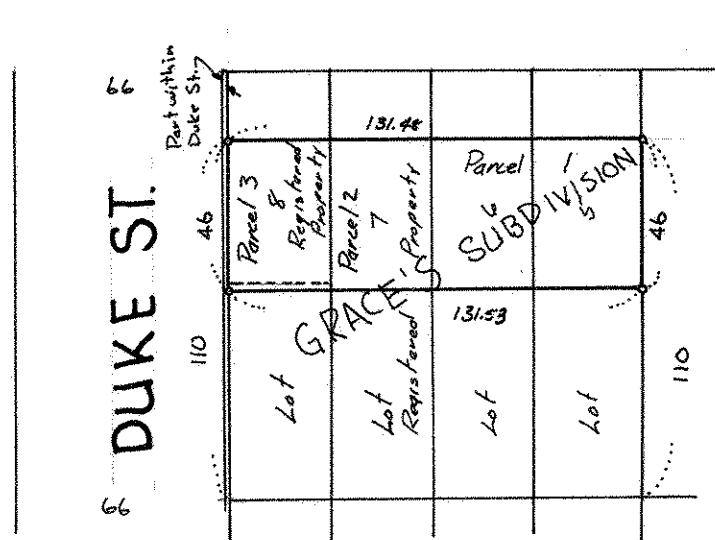 66
Part within
Duke St.
131.48
DUKE ST.
46
Parcel 3
8
Registered
Property
Parcel 2
7
Registered Property
Parcel 1
6
5
GRACE'S SUBDIVISION
46
131.53
110
Lot
Lot
Lot
Lot
110
66